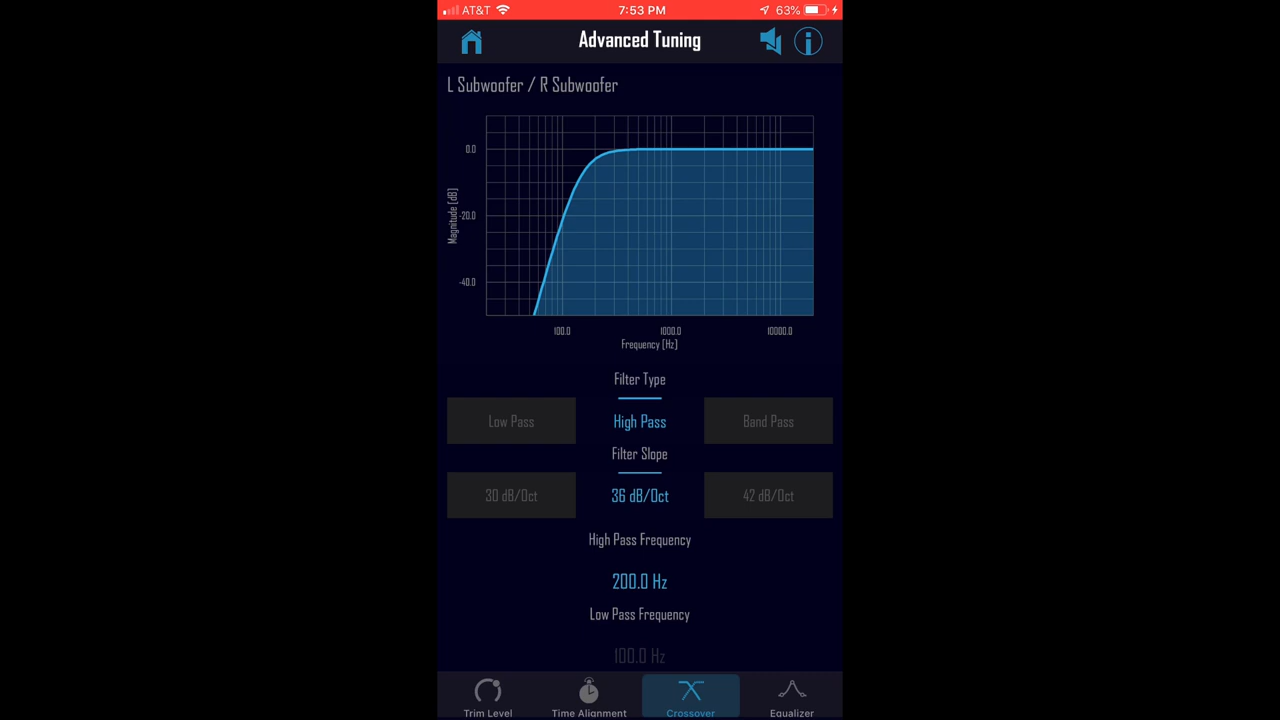 AT&T 7:53 PM 63%
Advanced Tuning
L Subwoofer / R Subwoofer
0.0
-20.0
-40.0
Magnitude [dB]
100.0 1000.0 10000.0
Frequency [Hz]
Filter Type
Low Pass High Pass Band Pass
Filter Slope
30 dB/Oct 36 dB/Oct 42 dB/Oct
High Pass Frequency
200.0 Hz
Low Pass Frequency
100.0 Hz
Trim Level Time Alignment Crossover Equalizer